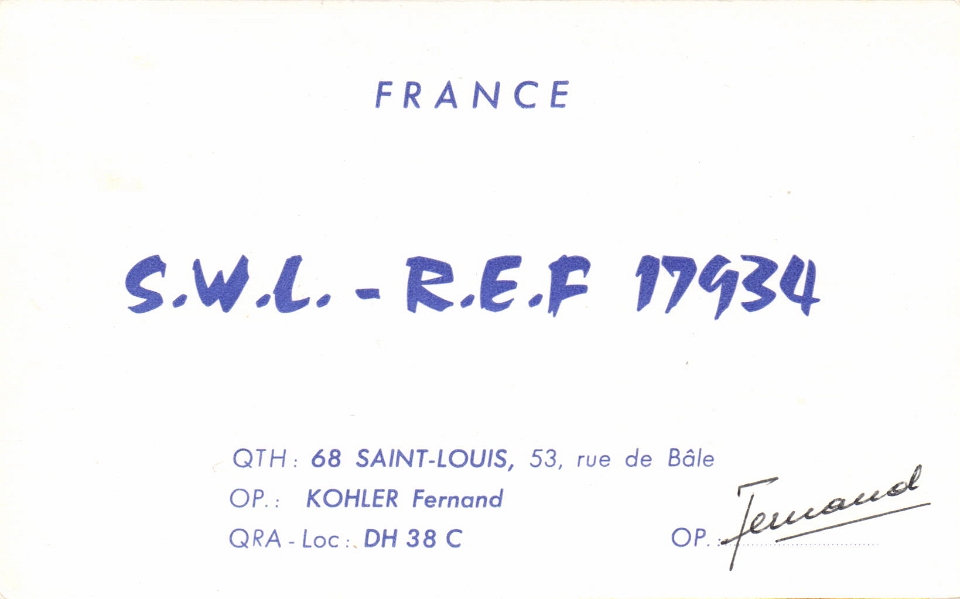 FRANCE
S.W.L. - R.E.F 17934
QTH : 68 SAINT-LOUIS, 53, rue de Bâle
OP. : KOHLER Fernand
QRA - Loc : DH 38 C
OP. : Fernand